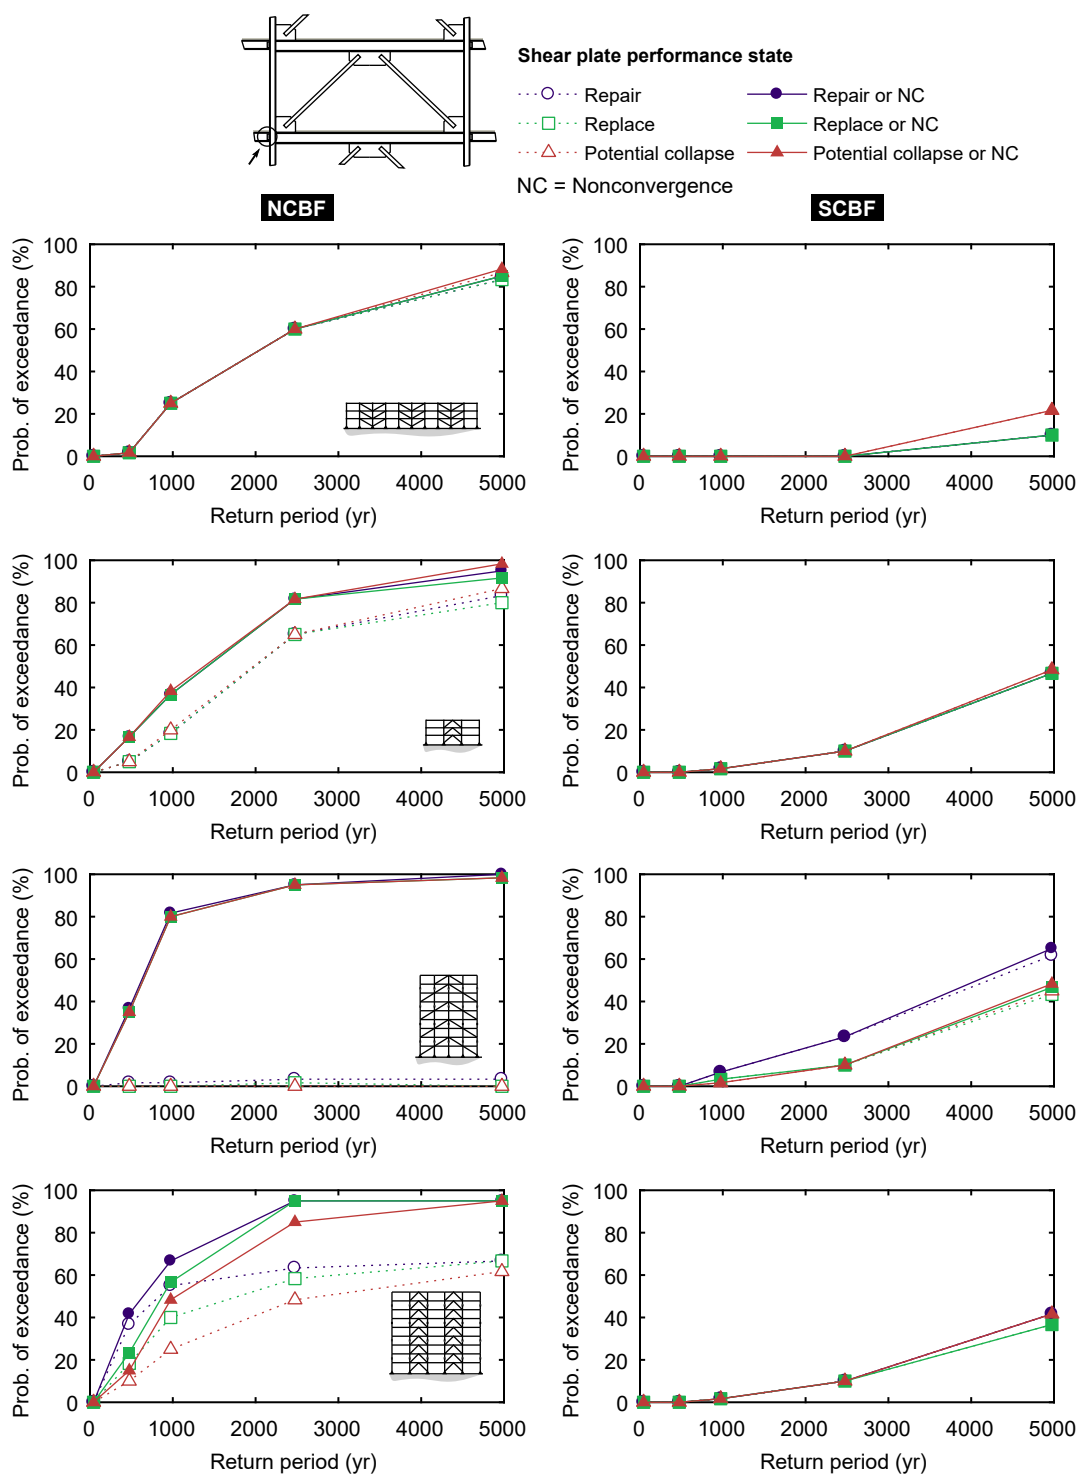 Shear plate performance state
Repair
Repair or NC
Replace
Replace or NC
Potential collapse
Potential collapse or NC
NC = Nonconvergence
NCBF
SCBF
Prob. of exceedance (%)
100
80
60
40
20
0
0 1000 2000 3000 4000 5000
Return period (yr)
Prob. of exceedance (%)
100
80
60
40
20
0
0 1000 2000 3000 4000 5000
Return period (yr)
Prob. of exceedance (%)
100
80
60
40
20
0
0 1000 2000 3000 4000 5000
Return period (yr)
Prob. of exceedance (%)
100
80
60
40
20
0
0 1000 2000 3000 4000 5000
Return period (yr)
Prob. of exceedance (%)
100
80
60
40
20
0
0 1000 2000 3000 4000 5000
Return period (yr)
Prob. of exceedance (%)
100
80
60
40
20
0
0 1000 2000 3000 4000 5000
Return period (yr)
Prob. of exceedance (%)
100
80
60
40
20
0
0 1000 2000 3000 4000 5000
Return period (yr)
Prob. of exceedance (%)
100
80
60
40
20
0
0 1000 2000 3000 4000 5000
Return period (yr)